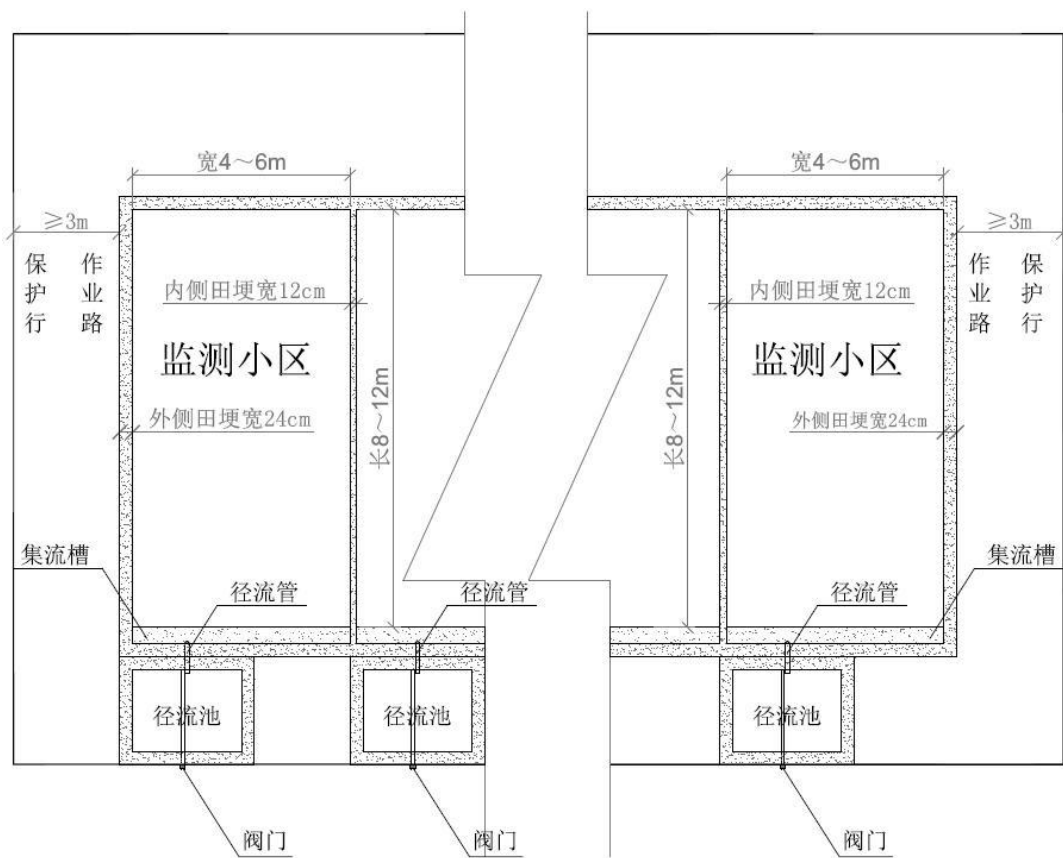 宽4～6m
宽4～6m
≥3m
≥3m
保护行
作业路
作业路
保护行
内侧田埂宽12cm
内侧田埂宽12cm
监测小区
监测小区
长8～12m
长8～12m
外侧田埂宽24cm
外侧田埂宽24cm
集流槽
集流槽
径流管
径流管
径流管
径流池
径流池
径流池
阀门
阀门
阀门